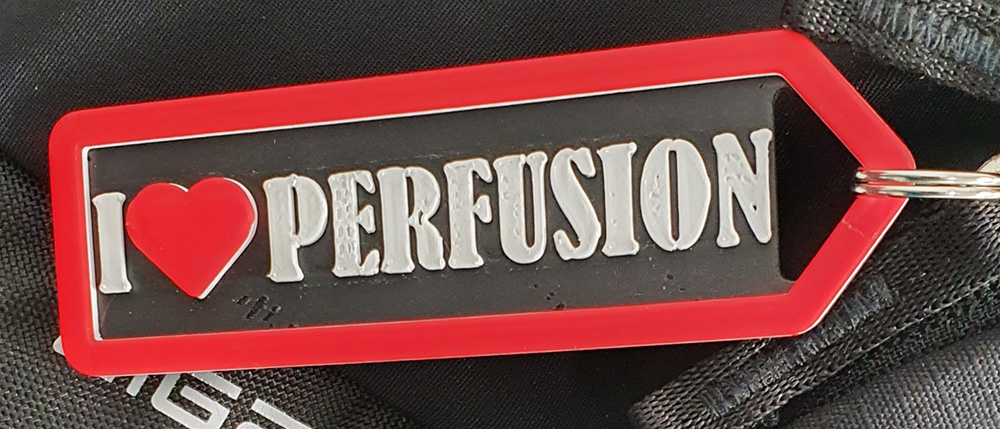 I ❤ PERFUSION